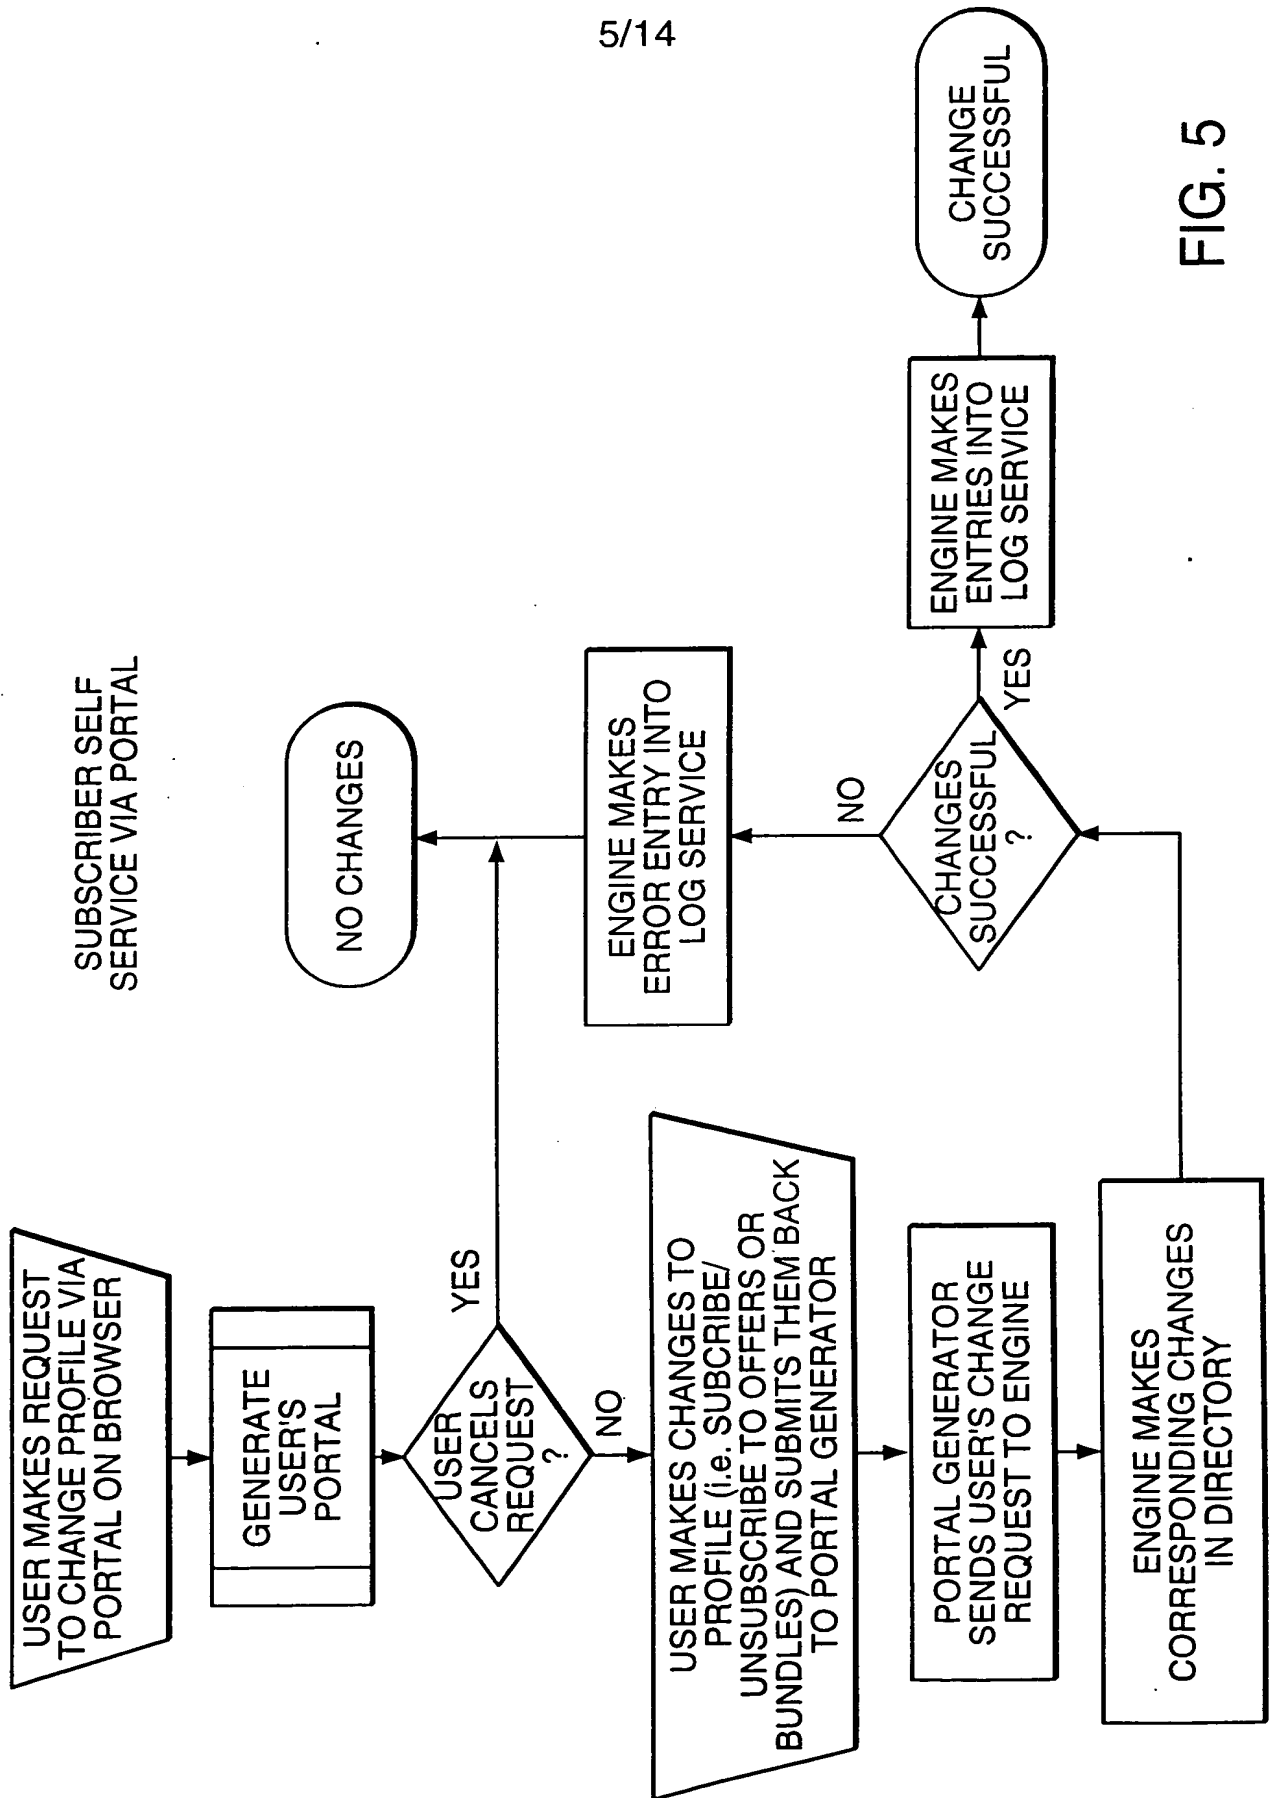 5/14
SUBSCRIBER SELF
SERVICE VIA PORTAL
USER MAKES REQUEST
TO CHANGE PROFILE VIA
PORTAL ON BROWSER
GENERATE
USER'S
PORTAL
USER
CANCELS
REQUEST
?
YES
NO
NO CHANGES
USER MAKES CHANGES TO
PROFILE (i.e. SUBCRIBE/
UNSUBSCRIBE TO OFFERS OR
BUNDLES) AND SUBMITS THEM BACK
TO PORTAL GENERATOR
PORTAL GENERATOR
SENDS USER'S CHANGE
REQUEST TO ENGINE
ENGINE MAKES
CORRESPONDING CHANGES
IN DIRECTORY
CHANGES
SUCCESSFUL
?
NO
YES
ENGINE MAKES
ERROR ENTRY INTO
LOG SERVICE
ENGINE MAKES
ENTRIES INTO
LOG SERVICE
CHANGE
SUCCESSFUL
FIG. 5